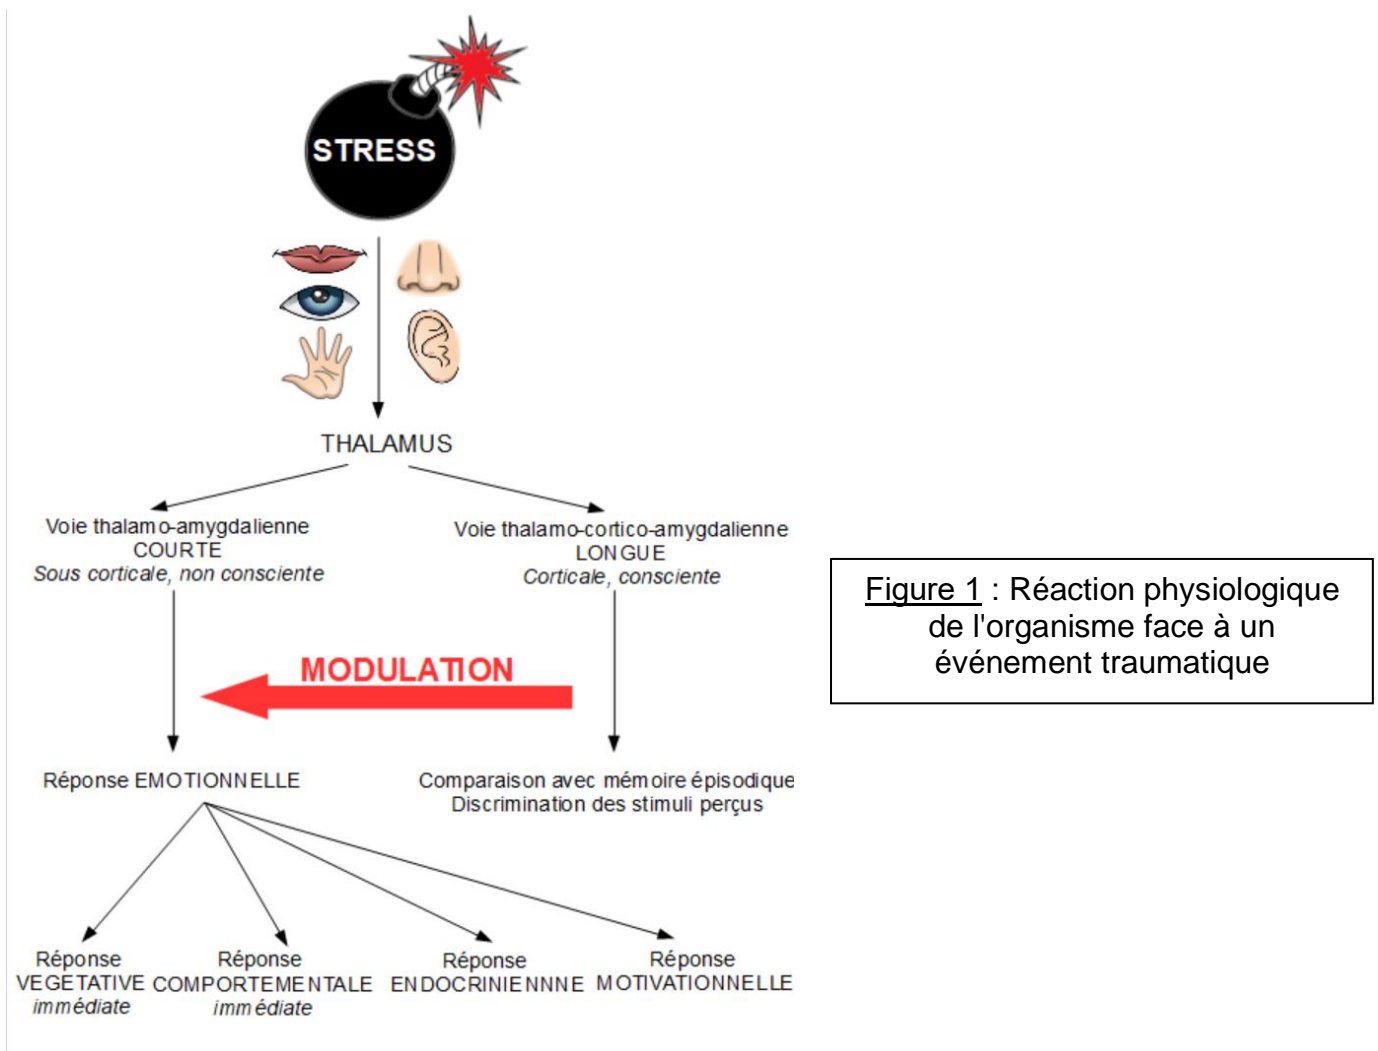 STRESS
THALAMUS
Voie thalamo-amygdalienne
COURTE
Sous corticale, non consciente
Voie thalamo-cortico-amygdalienne
LONGUE
Corticale, consciente
MODULATION
Réponse EMOTIONNELLE
Comparaison avec mémoire épisodique
Discrimination des stimuli perçus
Réponse
VEGETATIVE
immédiate
Réponse
COMPORTEMENTALE
immédiate
Réponse
ENDOCRINIENNNE
Réponse
MOTIVATIONNELLE
Figure 1 : Réaction physiologique
de l'organisme face à un
événement traumatique